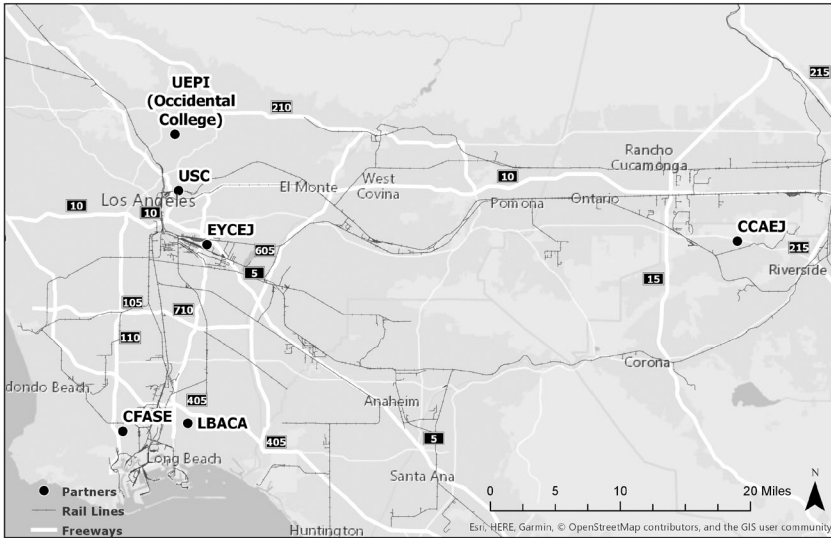 215
UEPI
(Occidental
College)
210
Rancho
Cucamonga
USC
West
Covina
El Monte
10
Los Angeles
Pomona
Ontario
10
10
EYCEJ
CCAEJ
605
215
5
Riverside
15
105
710
110
Corona
dondo Beach
405
Anaheim
CFASE
LBACA
405
5
Long Beach
Santa Ana
N
Partners
0 5 10 20 Miles
Rail Lines
Freeways
Huntington
Esri, HERE, Garmin, © OpenStreetMap contributors, and the GIS user community